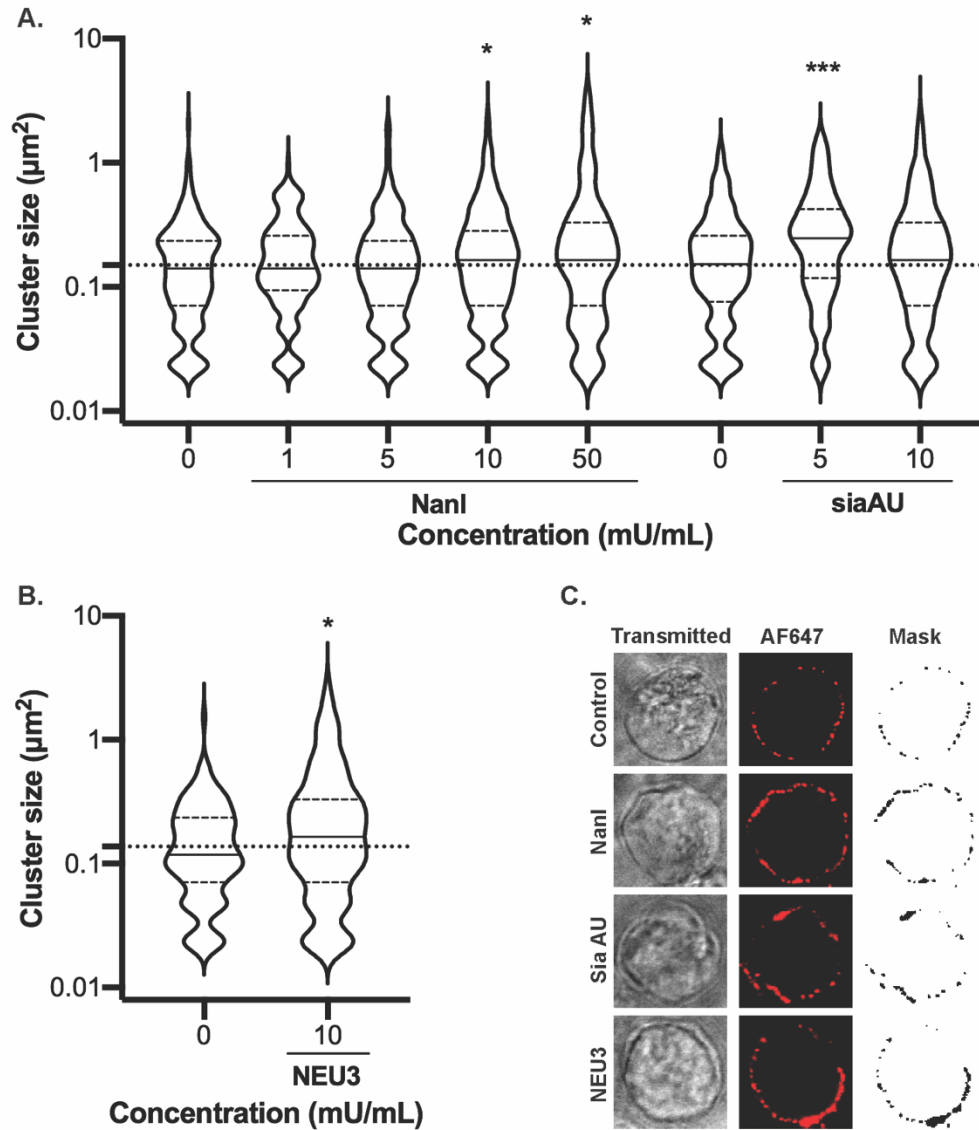 A.
Cluster size (µm²)
10
1
0.1
0.01
* * ***
0 1 5 10 50 0 5 10
NanI siaAU
Concentration (mU/mL)
B.
Cluster size (µm²)
10
1
0.1
0.01
*
0 10
NEU3
Concentration (mU/mL)
C.
Transmitted AF647 Mask
Control
NanI
Sia AU
NEU3